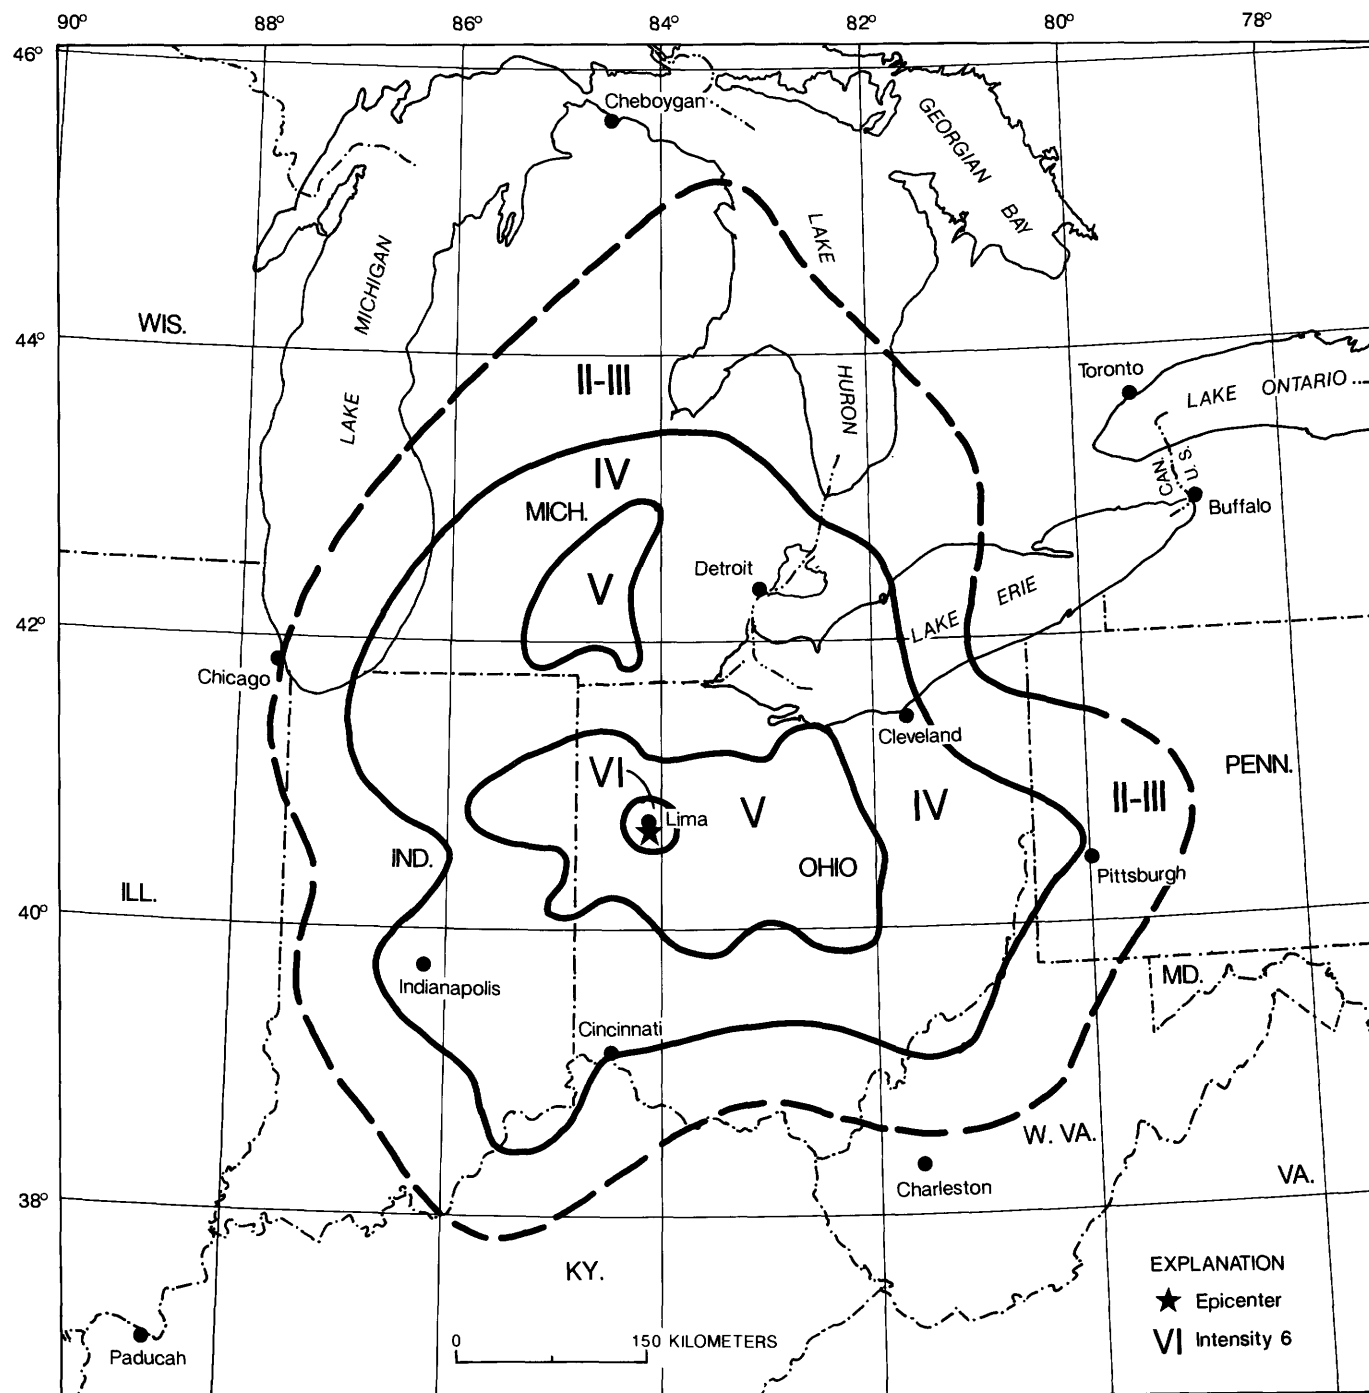 90° 88° 86° 84° 82° 80° 78°
46°
Cheboygan
GEORGIAN
BAY
LAKE
MICHIGAN
WIS.
44°
Toronto
II-III
HURON
LAKE ONTARIO
LAKE
IV
CAN.
U.S.
MICH.
Buffalo
Detroit
V
ERIE
LAKE
42°
Chicago
Cleveland
PENN.
VI
V
IV
II-III
Lima
IND.
OHIO
Pittsburgh
ILL.
40°
MD.
Indianapolis
Cincinnati
W. VA.
Charleston
VA.
38°
KY.
EXPLANATION
Epicenter
VI Intensity 6
0 150 KILOMETERS
Paducah